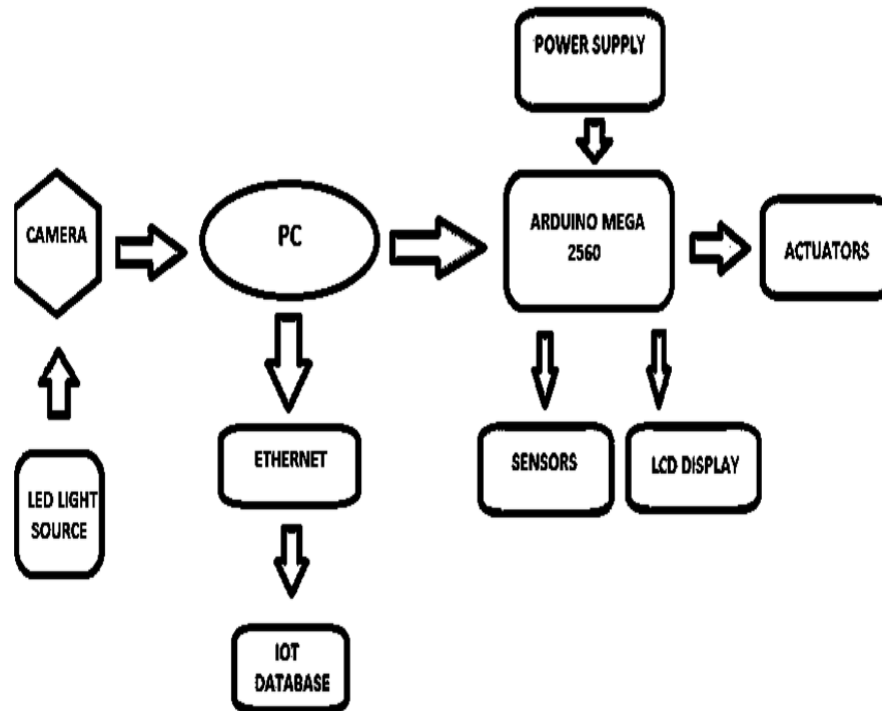 POWER SUPPLY
CAMERA
PC
ARDUINO MEGA
2560
ACTUATORS
ETHERNET
SENSORS
LCD DISPLAY
LED LIGHT
SOURCE
IOT
DATABASE